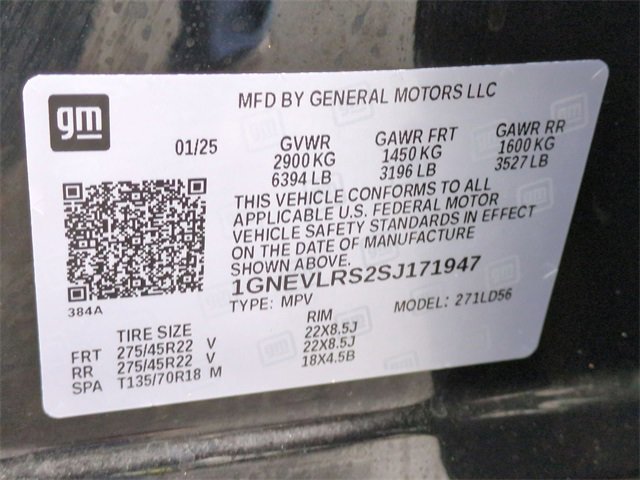 gm
MFD BY GENERAL MOTORS LLC
01/25 GVWR GAWR FRT GAWR RR
2900 KG 1450 KG 1600 KG
6394 LB 3196 LB 3527 LB
THIS VEHICLE CONFORMS TO ALL
APPLICABLE U.S. FEDERAL MOTOR
VEHICLE SAFETY STANDARDS IN EFFECT
ON THE DATE OF MANUFACTURE
SHOWN ABOVE.
1GNEVLRS2SJ171947
384A
TYPE: MPV MODEL: 271LD56
TIRE SIZE RIM
FRT 275/45R22 V 22X8.5J
RR 275/45R22 V 22X8.5J
SPA T135/70R18 M 18X4.5B